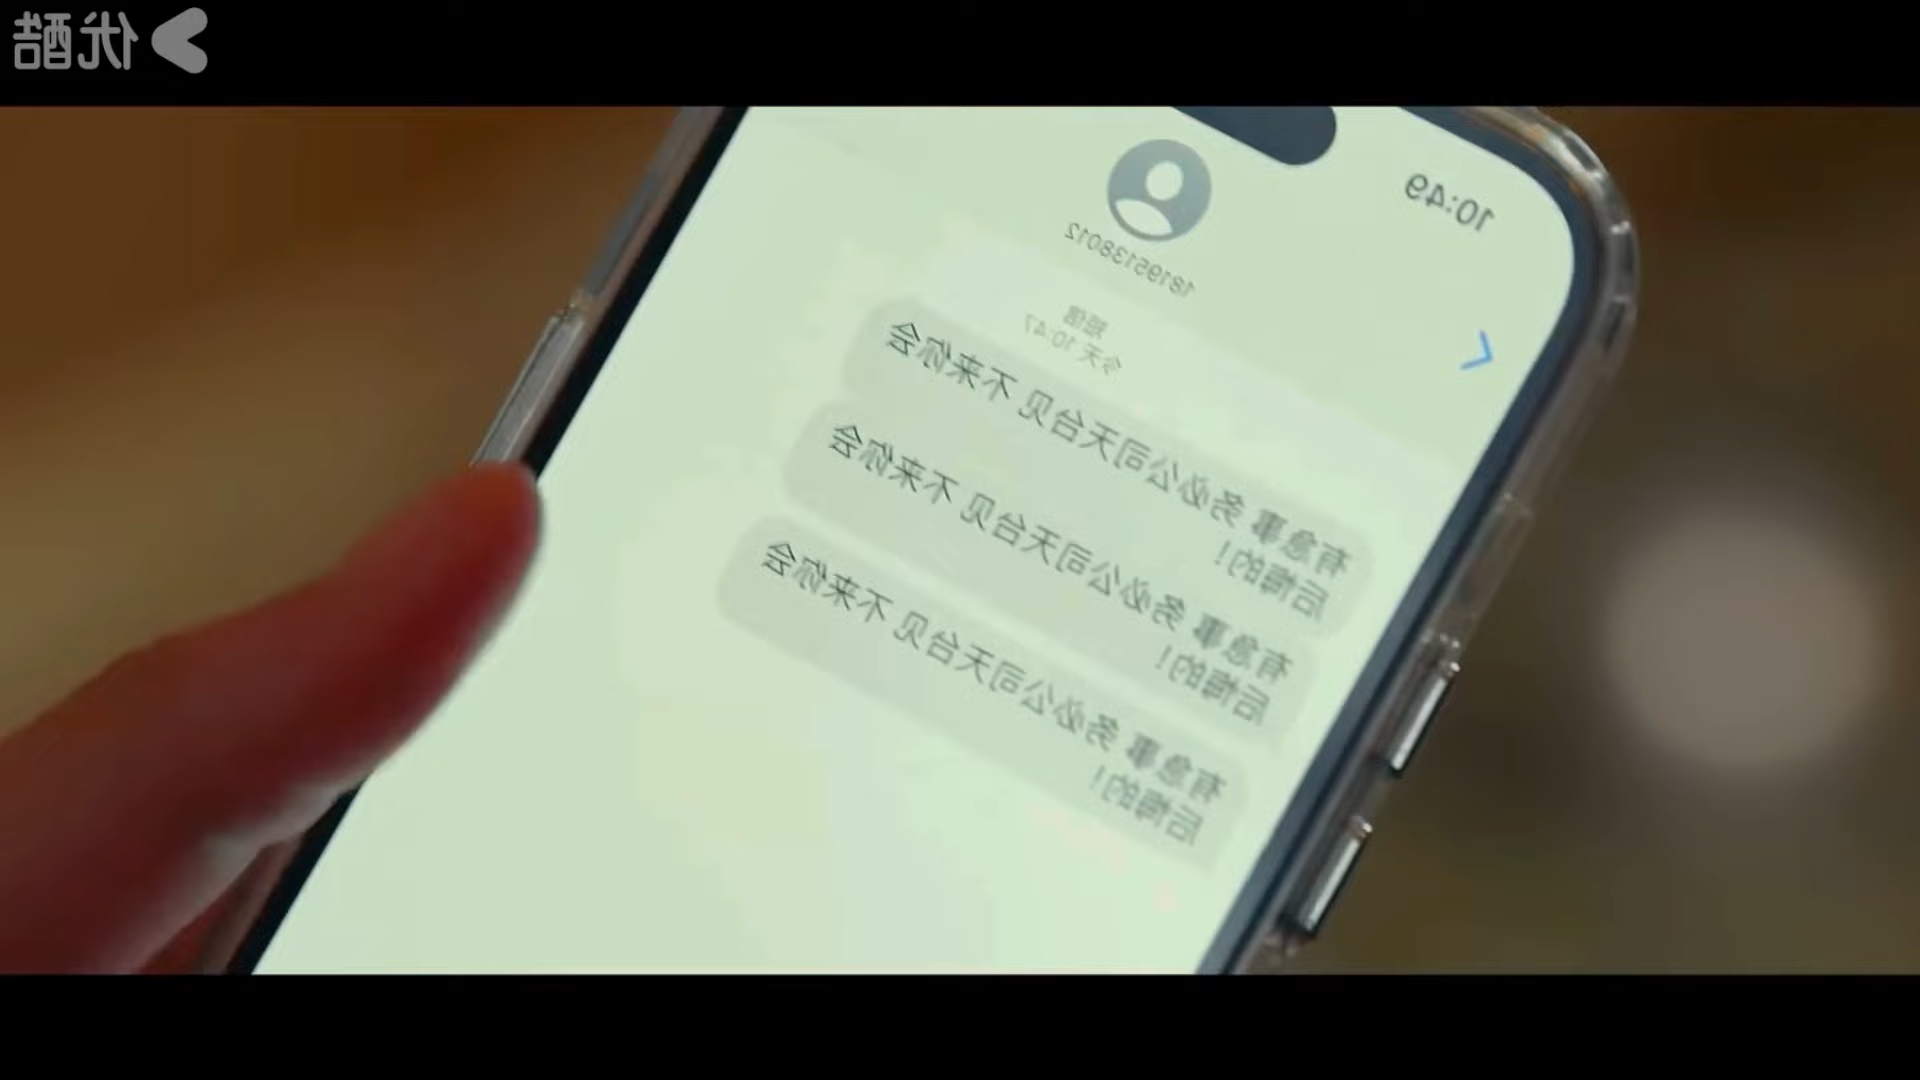 优酷
10:49
18195138012
短信
今天 10:47
有急事 务必公司天台见 不来你会
后悔的!
有急事 务必公司天台见 不来你会
后悔的!
有急事 务必公司天台见 不来你会
后悔的!